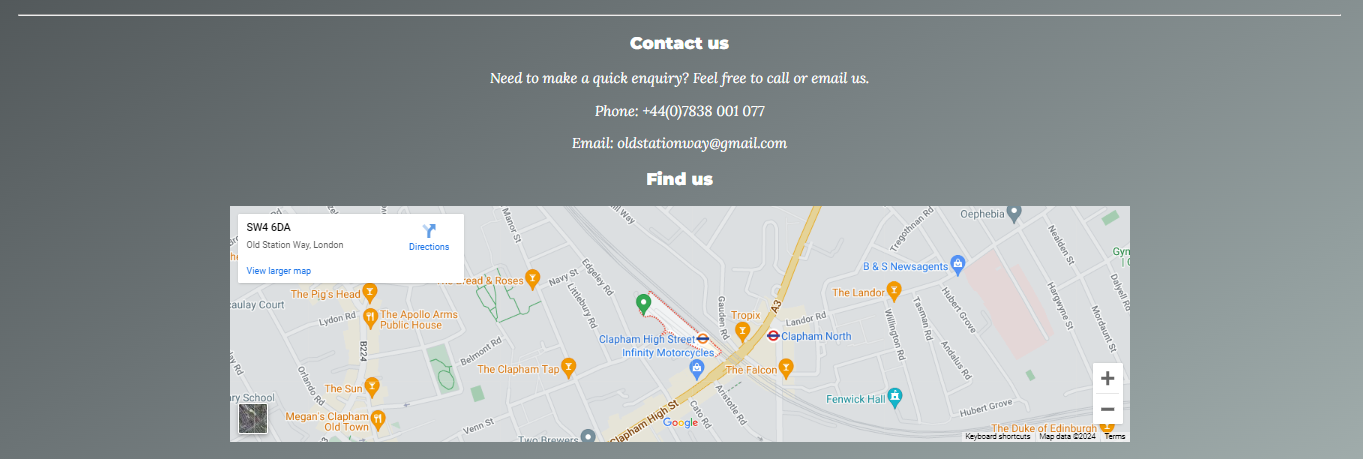 Contact us
Need to make a quick enquiry? Feel free to call or email us.
Phone: +44(0)7838 001 077
Email: oldstationway@gmail.com
Find us
SW4 6DA
Old Station Way, London
Directions
View larger map
Manor St
Way
Oephebia
Tregothnan Rd
Nealden St
Gyn
Dalyell Rd
B & S Newsagents
Bread & Roses
Navy St
Edgeley Rd
The Pig's Head
The Landor
Hubert Grove
Hargwyne St
Mordaunt St
aulay Court
Lydon Rd
The Apollo Arms
Public House
Littlebury Rd
Gauden Rd
Tropix
A3
Landor Rd
Clapham North
Willington Rd
Tasman Rd
Andalus Rd
B224
Belmont Rd
Clapham High Street
Infinity Motorcycles
The Clapham Tap
The Falcon
Orlando Rd
The Sun
ary School
Megan's Clapham
Old Town
Venn St
Two Brewers
Clapham High St
Cato Rd
Aristotle Rd
Google
Fenwick Hall
Hubert Grove
The Duke of Edinburgh
+
−
Keyboard shortcuts
Map data ©2024
Terms